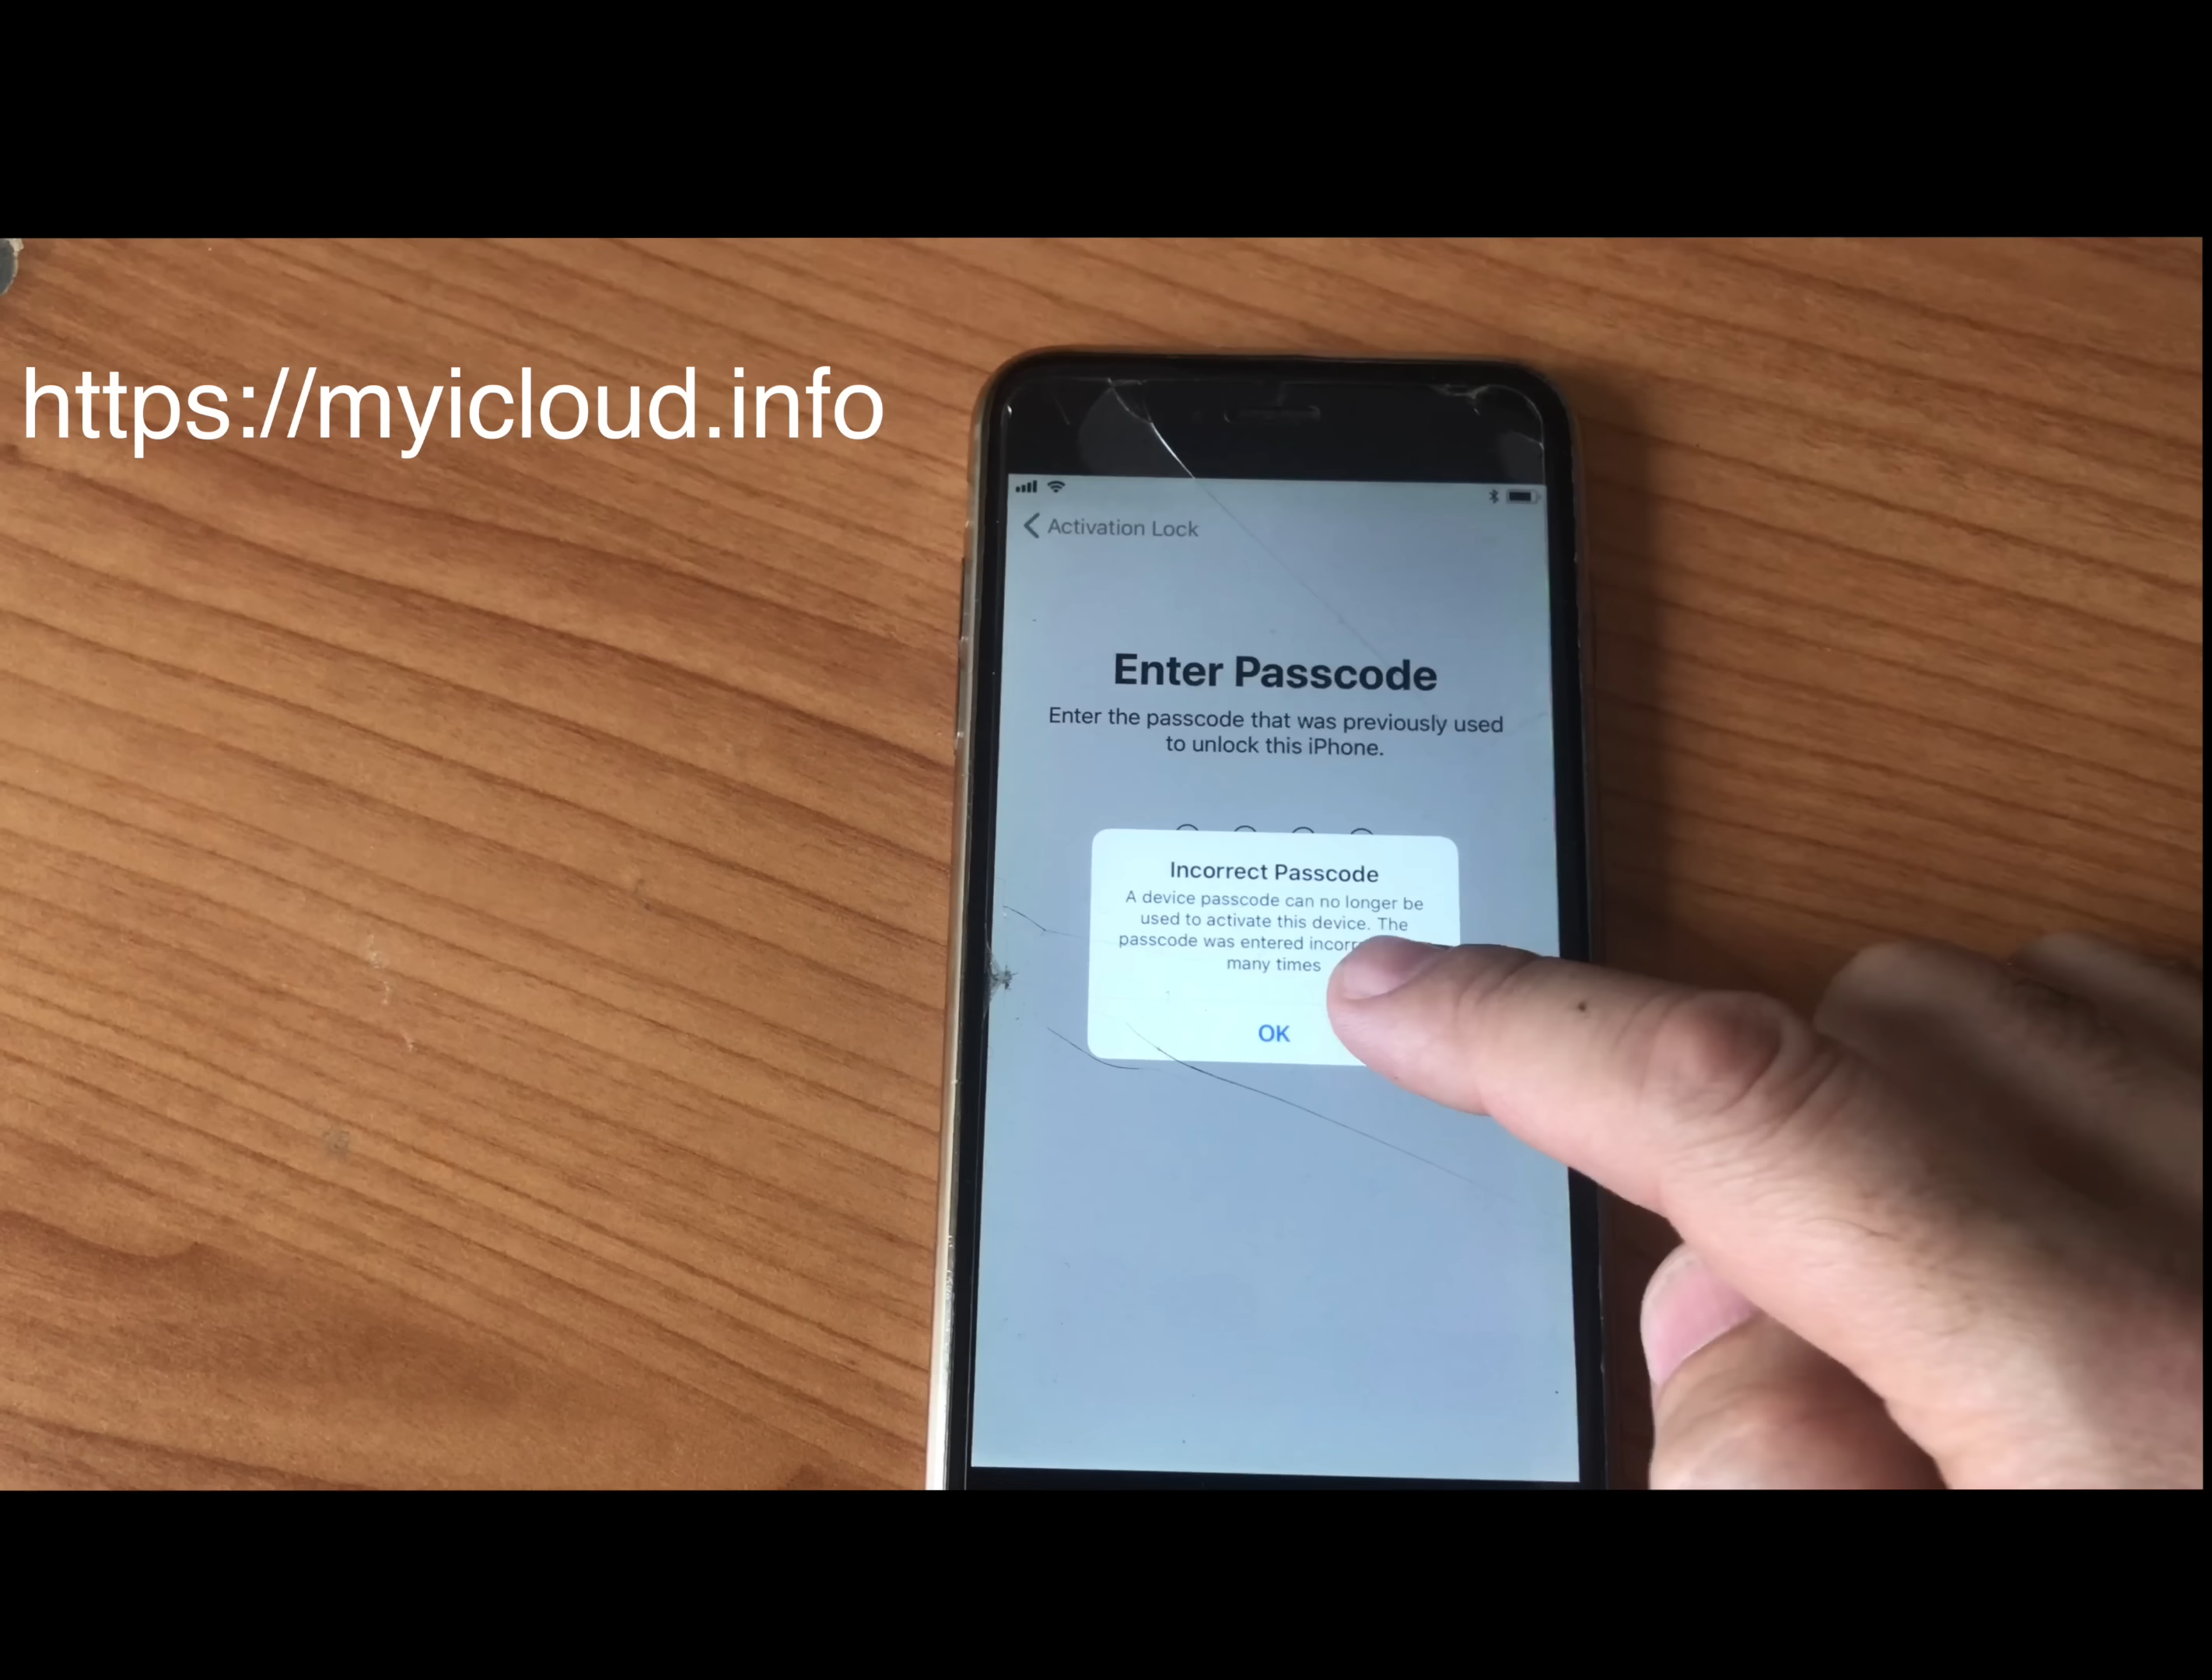 https://myicloud.info
Activation Lock
Enter Passcode
Enter the passcode that was previously used
to unlock this iPhone.
Incorrect Passcode
A device passcode can no longer be
used to activate this device. The
passcode was entered
many times
OK